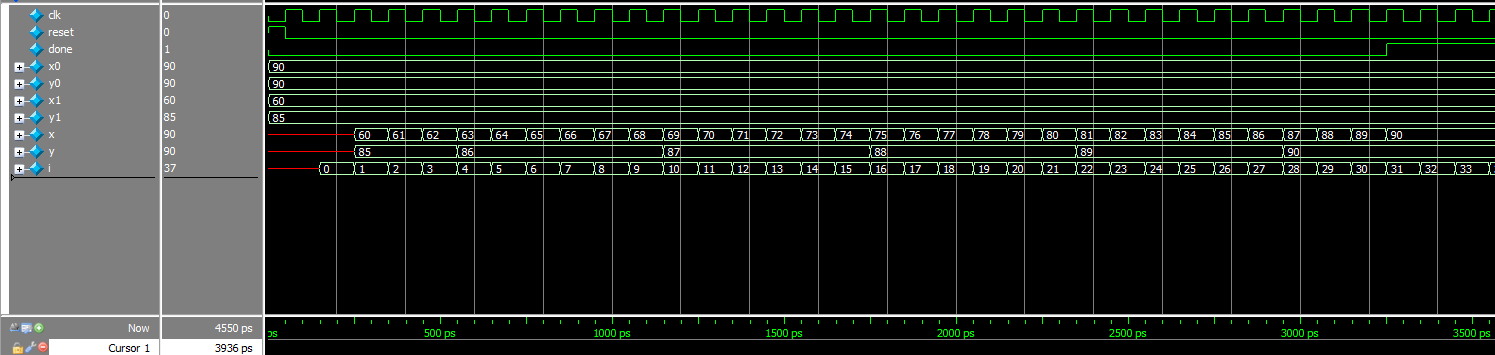 clk 0
reset 0
done 1
x0 90 90
y0 90 90
x1 60 60
y1 85 85
x 90 60 61 62 63 64 65 66 67 68 69 70 71 72 73 74 75 76 77 78 79 80 81 82 83 84 85 86 87 88 89 90
y 90 85 86 87 88 89 90
i 37 0 1 2 3 4 5 6 7 8 9 10 11 12 13 14 15 16 17 18 19 20 21 22 23 24 25 26 27 28 29 30 31 32 33
Now 4550 ps ps 500 ps 1000 ps 1500 ps 2000 ps 2500 ps 3000 ps 3500 ps
Cursor 1 3936 ps